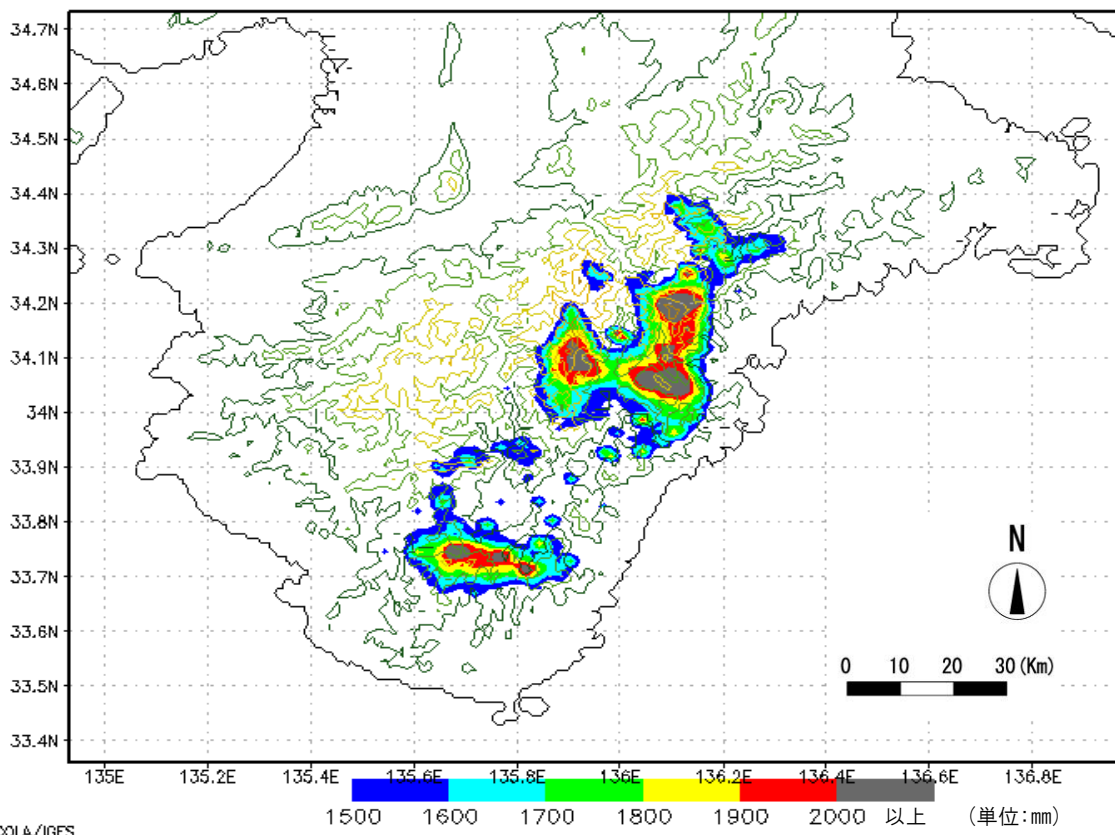 34.7N
34.6N
34.5N
34.4N
34.3N
34.2N
34.1N
34N
33.9N
33.8N
33.7N
33.6N
33.5N
33.4N
N
0 10 20 30 (Km)
135E 135.2E 135.4E 135.6E 135.8E 136E 136.2E 136.4E 136.6E 136.8E
1500 1600 1700 1800 1900 2000 以上 (単位:mm)